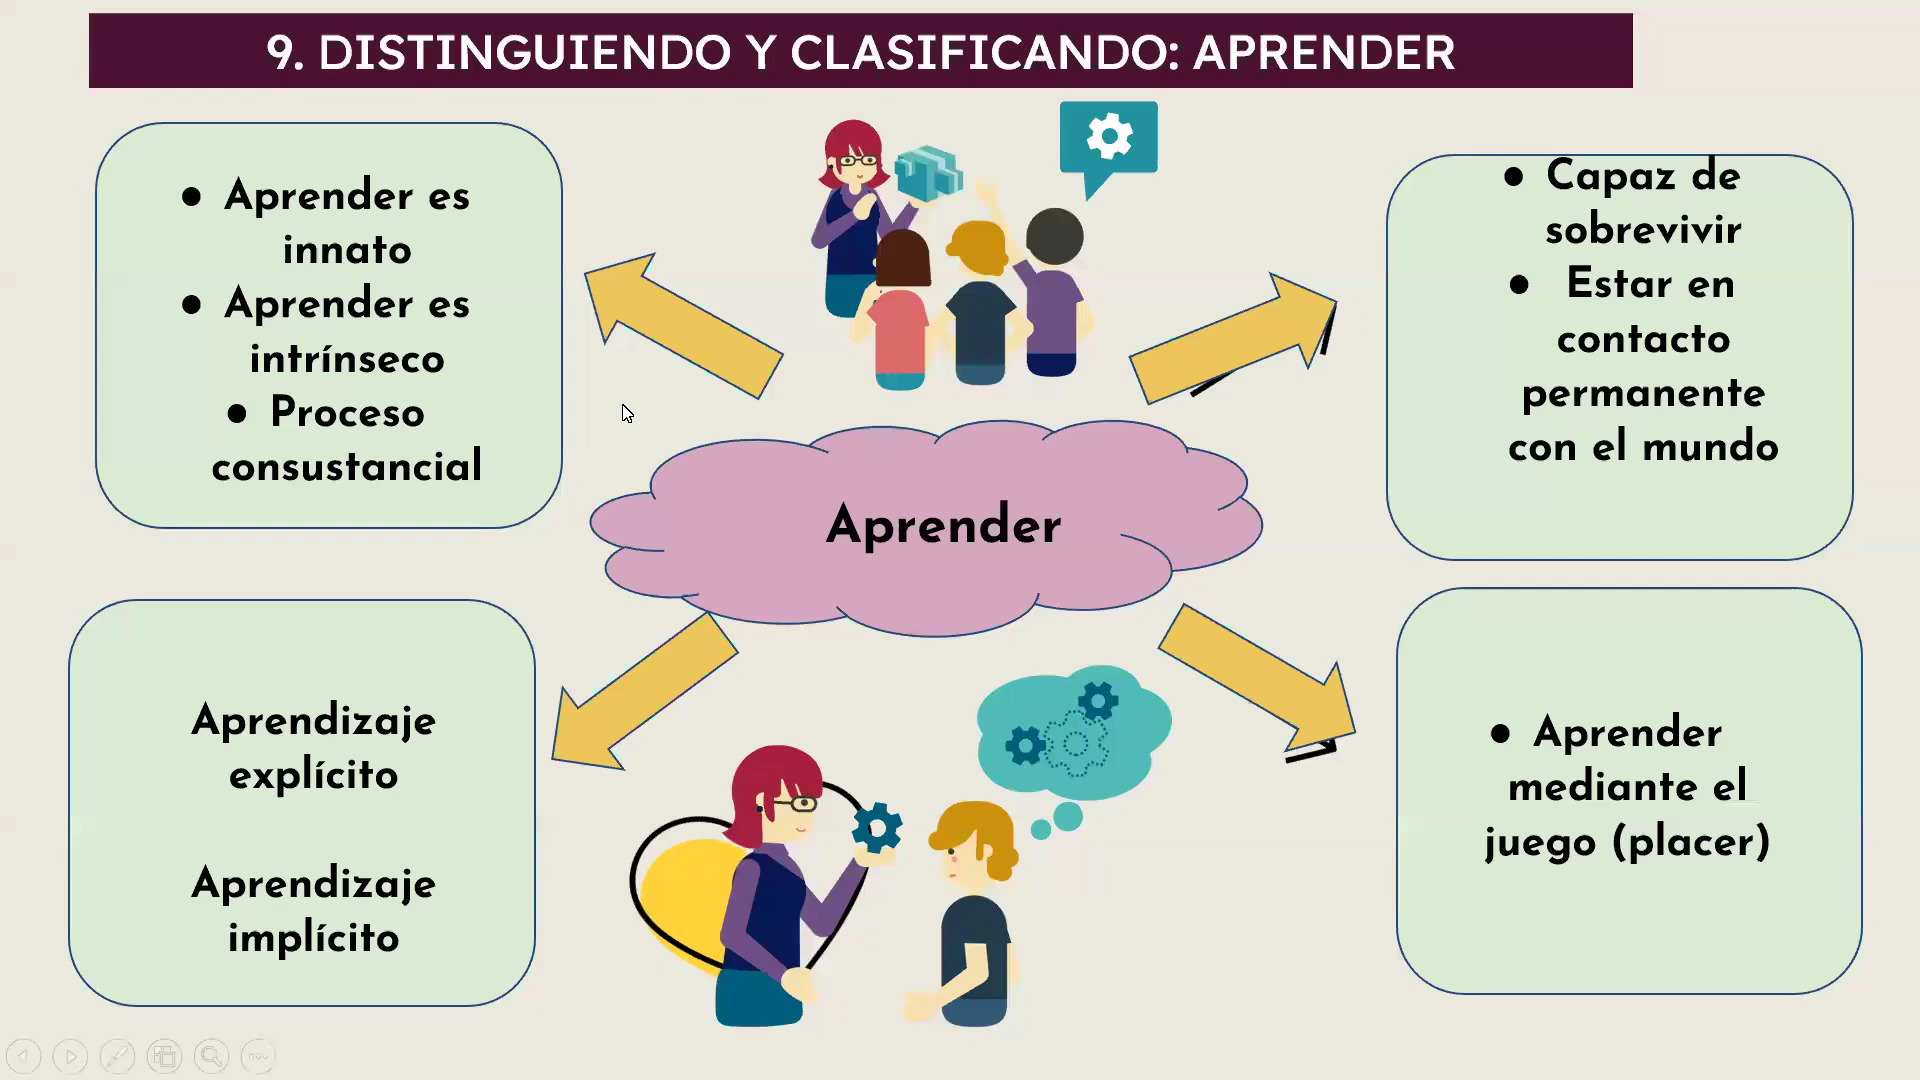 9. DISTINGUIENDO Y CLASIFICANDO: APRENDER
● Aprender es
innato
● Aprender es
intrínseco
● Proceso
consustancial
● Capaz de
sobrevivir
● Estar en
contacto
permanente
con el mundo
Aprender
Aprendizaje
explícito
Aprendizaje
implícito
● Aprender
mediante el
juego (placer)